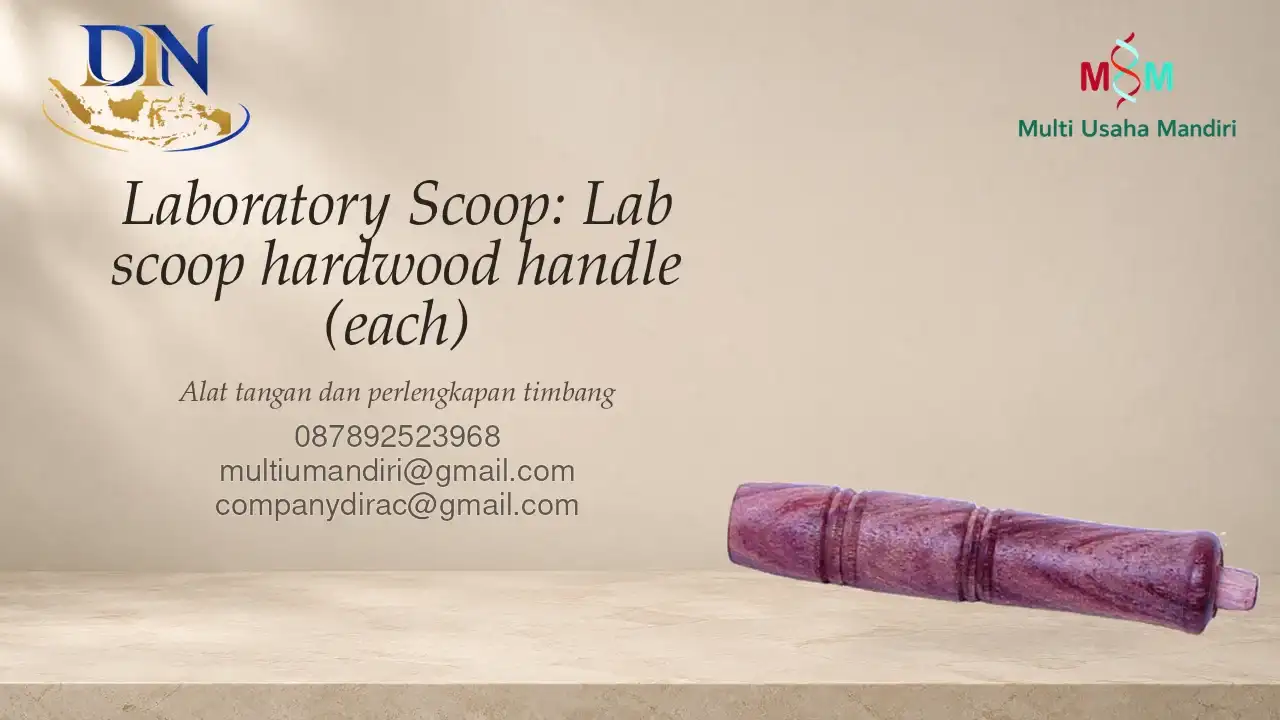 DIN
MSM
Multi Usaha Mandiri
Laboratory Scoop: Lab
scoop hardwood handle
(each)
Alat tangan dan perlengkapan timbang
087892523968
multiumandiri@gmail.com
companydirac@gmail.com